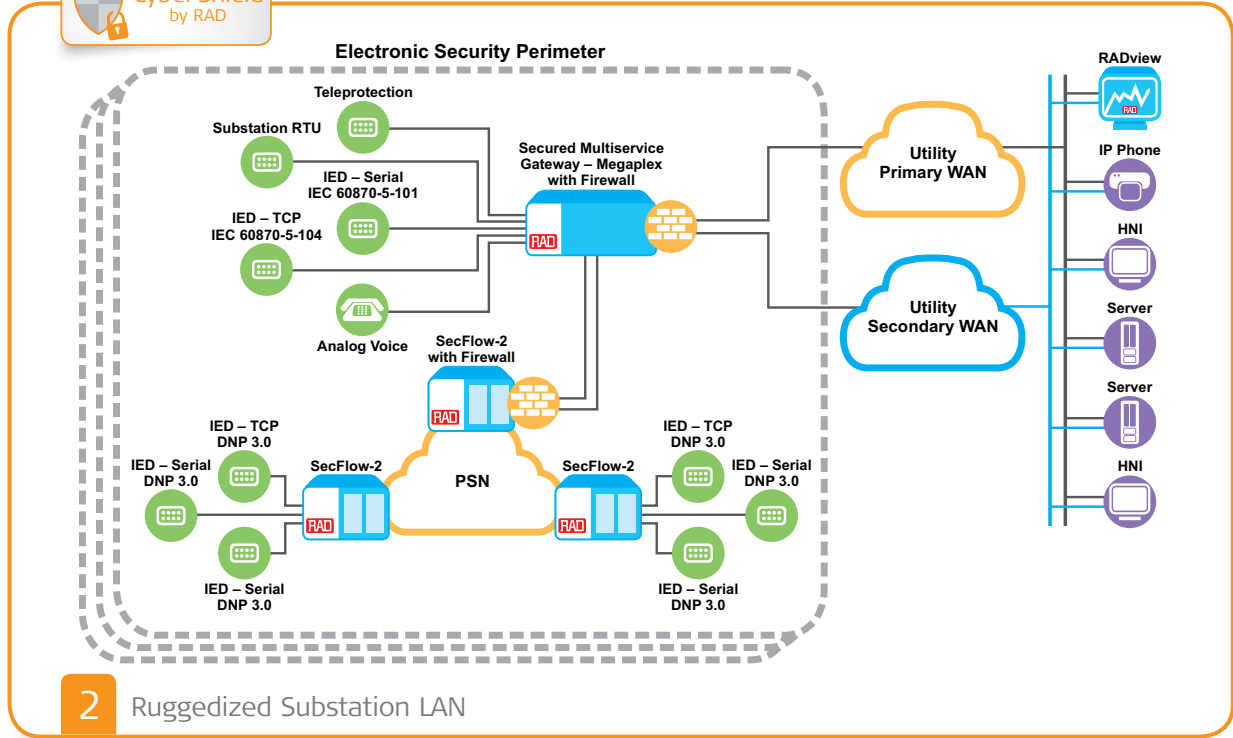 Cyber Shield
by RAD
Electronic Security Perimeter
Teleprotection
Substation RTU
IED – Serial
IEC 60870-5-101
IED – TCP
IEC 60870-5-104
Analog Voice
Secured Multiservice
Gateway – Megaplex
with Firewall
RAD
SecFlow-2
with Firewall
RAD
PSN
IED – TCP
DNP 3.0
IED – Serial
DNP 3.0
IED – Serial
DNP 3.0
SecFlow-2
RAD
SecFlow-2
RAD
IED – TCP
DNP 3.0
IED – Serial
DNP 3.0
IED – Serial
DNP 3.0
Utility
Primary WAN
Utility
Secondary WAN
RADview
RAD
IP Phone
HNI
Server
Server
HNI
2
Ruggedized Substation LAN